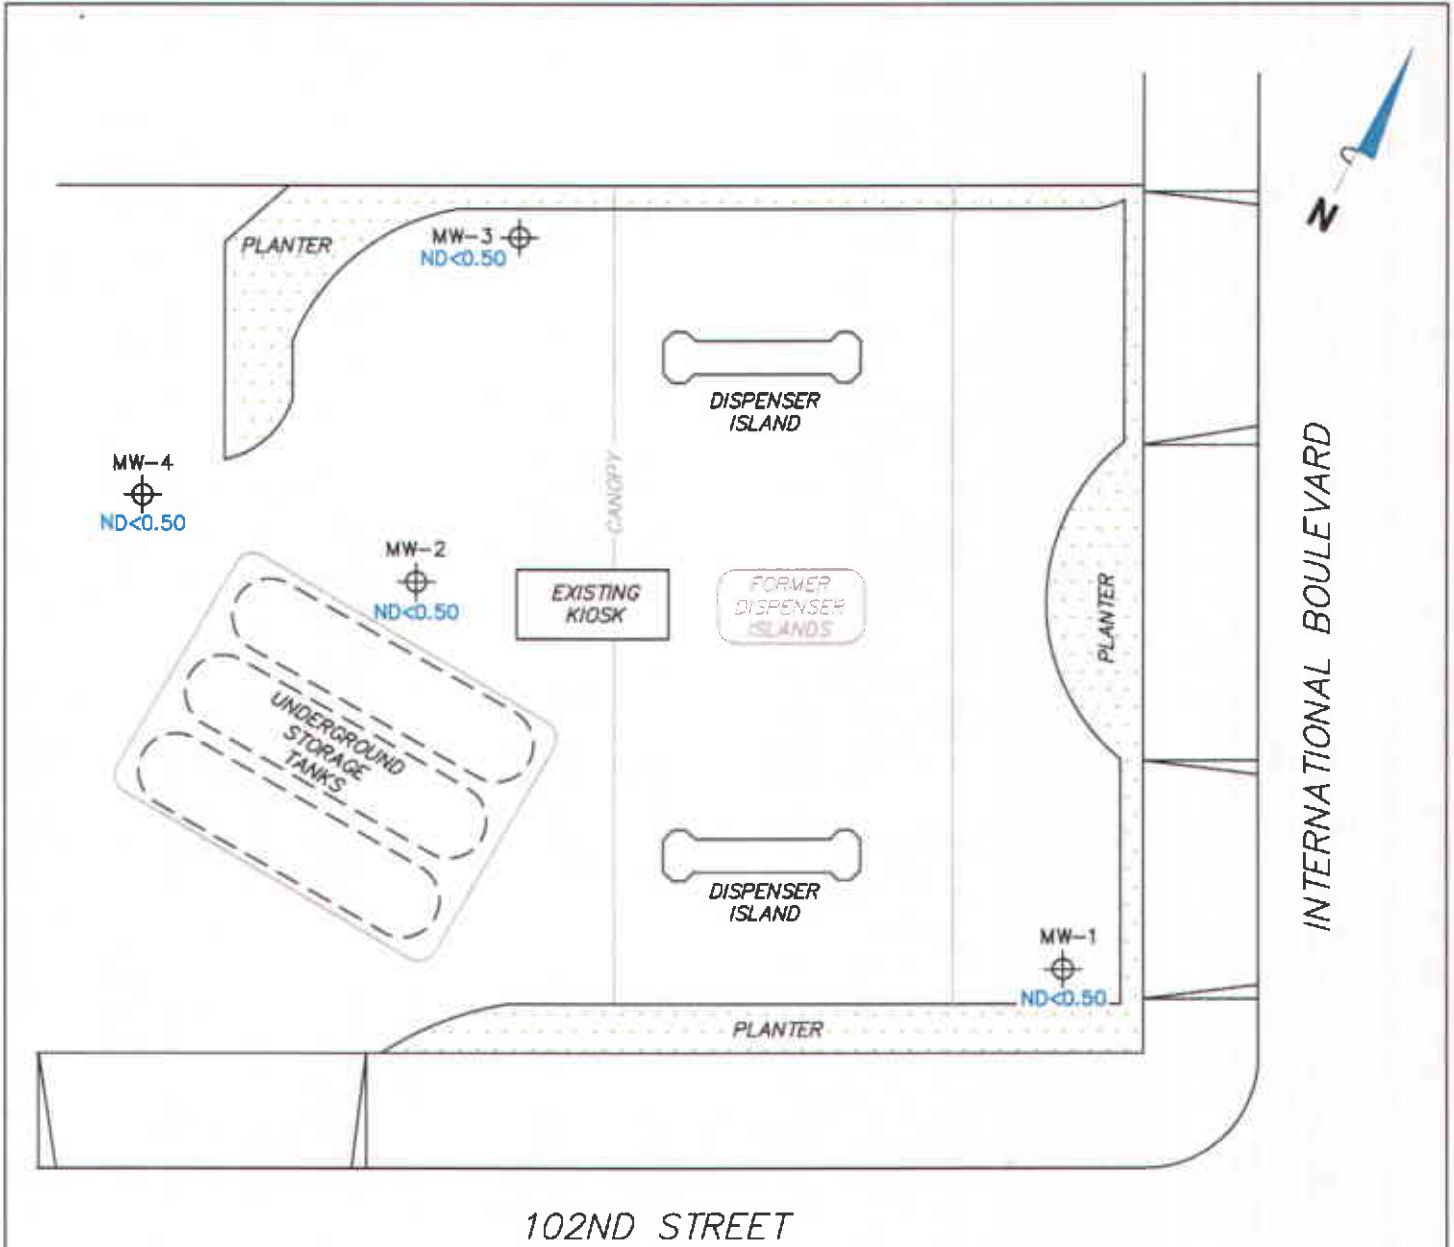 N
PLANTER
MW-3
ND<0.50
DISPENSER
ISLAND
CANOPY
MW-4
ND<0.50
MW-2
ND<0.50
EXISTING
KIOSK
FORMER
DISPENSER
ISLANDS
PLANTER
INTERNATIONAL BOULEVARD
UNDERGROUND
STORAGE
TANKS
DISPENSER
ISLAND
MW-1
ND<0.50
PLANTER
102ND STREET